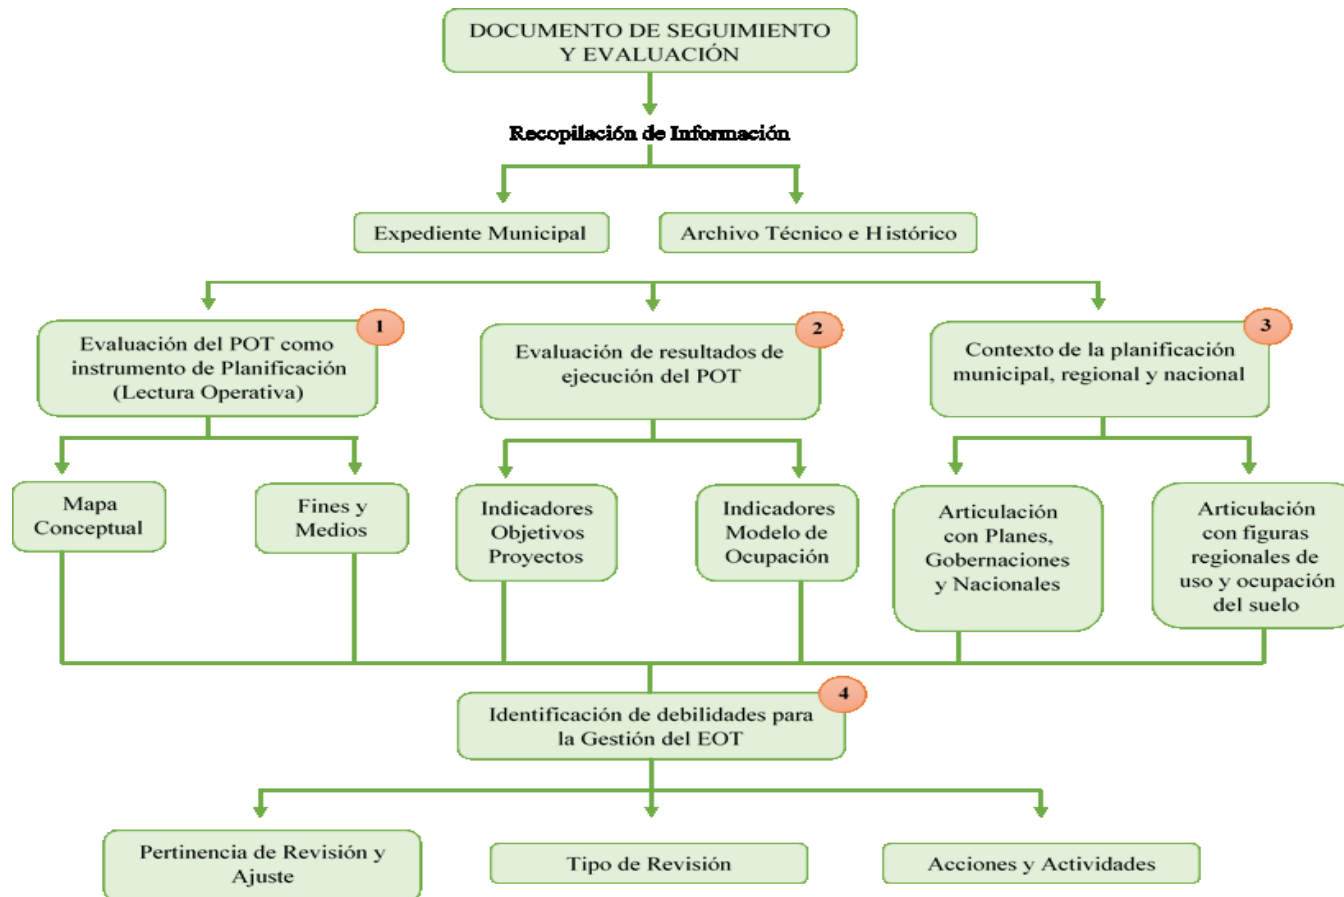 DOCUMENTO DE SEGUIMIENTO
Y EVALUACIÓN
Recopilación de Información
Expediente Municipal
Archivo Técnico e Histórico
1
Evaluación del POT como
instrumento de Planificación
(Lectura Operativa)
2
Evaluación de resultados de
ejecución del POT
3
Contexto de la planificación
municipal, regional y nacional
Mapa
Conceptual
Fines y
Medios
Indicadores
Objetivos
Proyectos
Indicadores
Modelo de
Ocupación
Articulación
con Planes,
Gobernaciones
y Nacionales
Articulación
con figuras
regionales de
uso y ocupación
del suelo
4
Identificación de debilidades para
la Gestión del EOT
Pertinencia de Revisión y
Ajuste
Tipo de Revisión
Acciones y Actividades